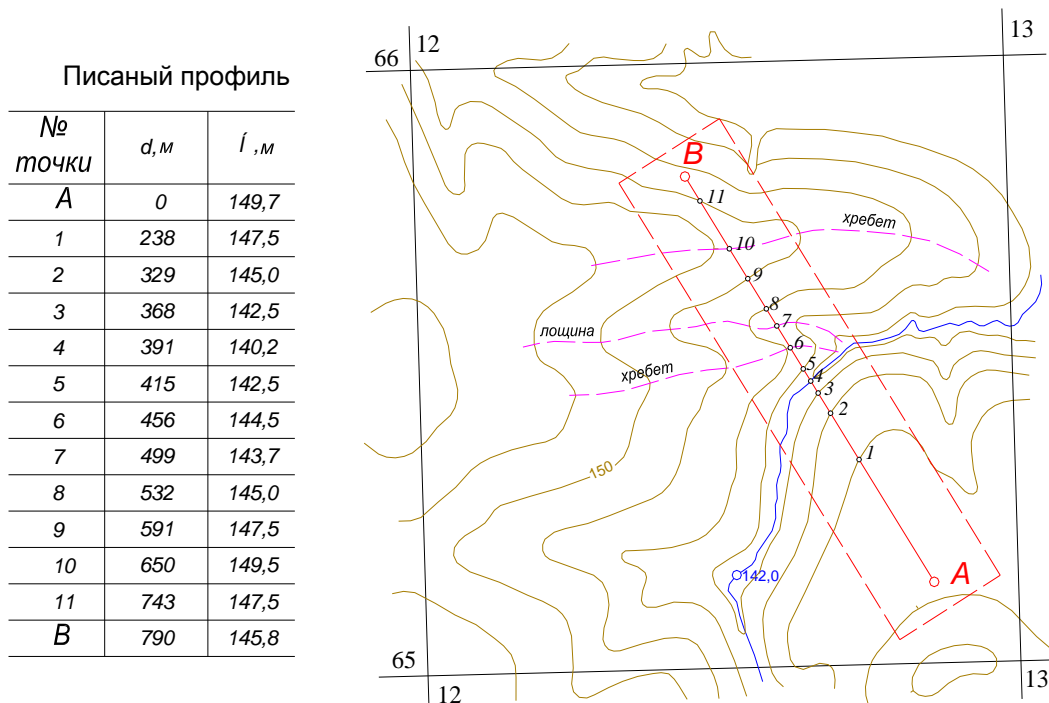 Писаный профиль
№ точки d,м Í ,м
A 0 149,7
1 238 147,5
2 329 145,0
3 368 142,5
4 391 140,2
5 415 142,5
6 456 144,5
7 499 143,7
8 532 145,0
9 591 147,5
10 650 149,5
11 743 147,5
B 790 145,8
66 12
13
B
11
хребет
10
9
8
лощина
7
6
хребет
5
4
3
2
1
150
142,0
A
65
12
13